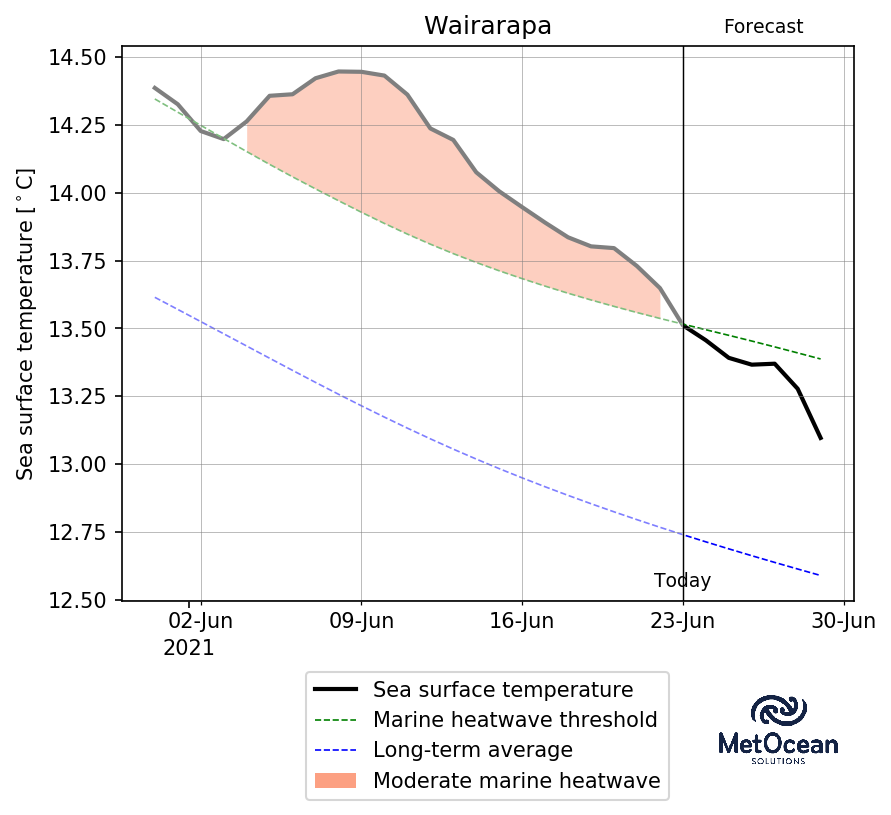 Wairarapa
Forecast
Sea surface temperature [°C]
14.50
14.25
14.00
13.75
13.50
13.25
13.00
12.75
12.50
Today
02-Jun
2021
09-Jun
16-Jun
23-Jun
30-Jun
Sea surface temperature
Marine heatwave threshold
Long-term average
Moderate marine heatwave
MetOcean
SOLUTIONS